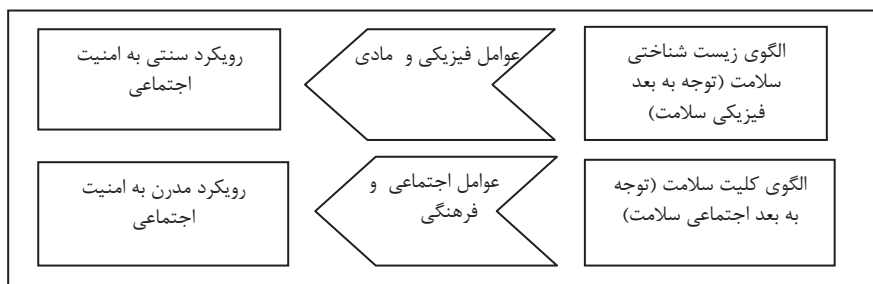 الگوی زیست شناختی
سلامت (توجه به بعد
فیزیکی سلامت)
عوامل فیزیکی و مادی
رویکرد سنتی به امنیت
اجتماعی
الگوی کلیت سلامت (توجه
به بعد اجتماعی سلامت)
عوامل اجتماعی و
فرهنگی
رویکرد مدرن به امنیت
اجتماعی